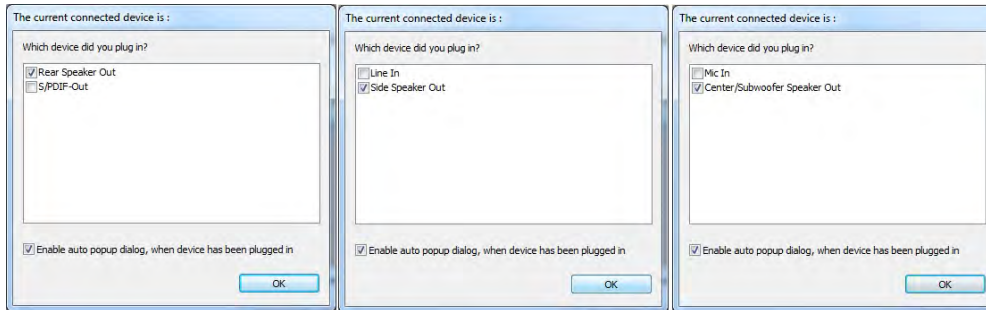 The current connected device is :
Which device did you plug in?
Rear Speaker Out
S/PDIF-Out
Enable auto popup dialog, when device has been plugged in
OK
The current connected device is :
Which device did you plug in?
Line In
Side Speaker Out
Enable auto popup dialog, when device has been plugged in
OK
The current connected device is :
Which device did you plug in?
Mic In
Center/Subwoofer Speaker Out
Enable auto popup dialog, when device has been plugged in
OK